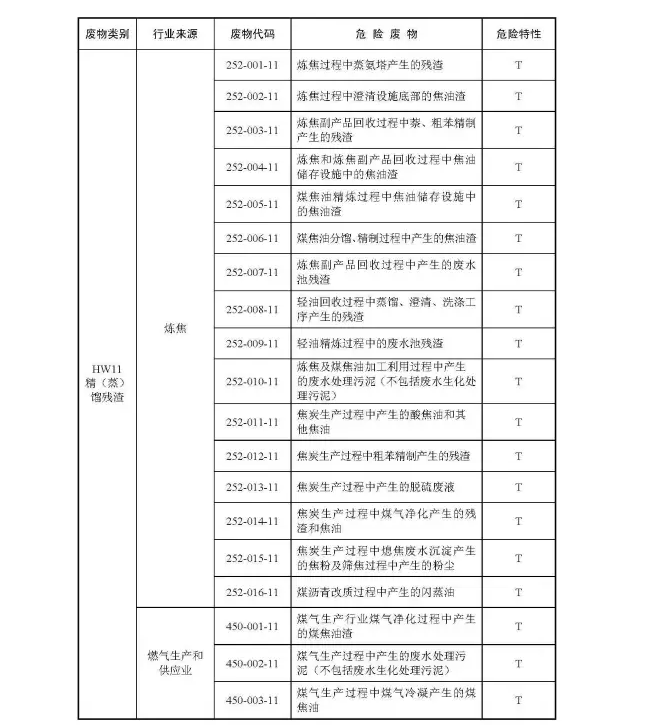 废物类别 行业来源 废物代码 危险废物 危险特性
HW11
精（蒸）
馏残渣
炼焦
252-001-11 炼焦过程中蒸氨塔产生的残渣 T
252-002-11 炼焦过程中澄清设施底部的焦油渣 T
252-003-11 炼焦副产品回收过程中萘、粗苯精制
产生的残渣 T
252-004-11 炼焦和炼焦副产品回收过程中焦油
储存设施中的焦油渣 T
252-005-11 煤焦油精炼过程中焦油储存设施中
的焦油渣 T
252-006-11 煤焦油分馏、精制过程中产生的焦油渣 T
252-007-11 炼焦副产品回收过程中产生的废水
池残渣 T
252-008-11 轻油回收过程中蒸馏、澄清、洗涤工
序产生的残渣 T
252-009-11 轻油精炼过程中的废水池残渣 T
252-010-11 炼焦及煤焦油加工利用过程中产生
的废水处理污泥（不包括废水生化处
理污泥） T
252-011-11 焦炭生产过程中产生的酸焦油和其
他焦油 T
252-012-11 焦炭生产过程中粗苯精制产生的残渣 T
252-013-11 焦炭生产过程中产生的脱硫废液 T
252-014-11 焦炭生产过程中煤气净化产生的残
渣和焦油 T
252-015-11 焦炭生产过程中熄焦废水沉淀产生
的焦粉及筛焦过程中产生的粉尘 T
252-016-11 煤沥青改质过程中产生的闪蒸油 T
燃气生产和
供应业
450-001-11 煤气生产行业煤气净化过程中产生
的煤焦油渣 T
450-002-11 煤气生产过程中产生的废水处理污
泥（不包括废水生化处理污泥） T
450-003-11 煤气生产过程中煤气冷凝产生的煤
焦油 T